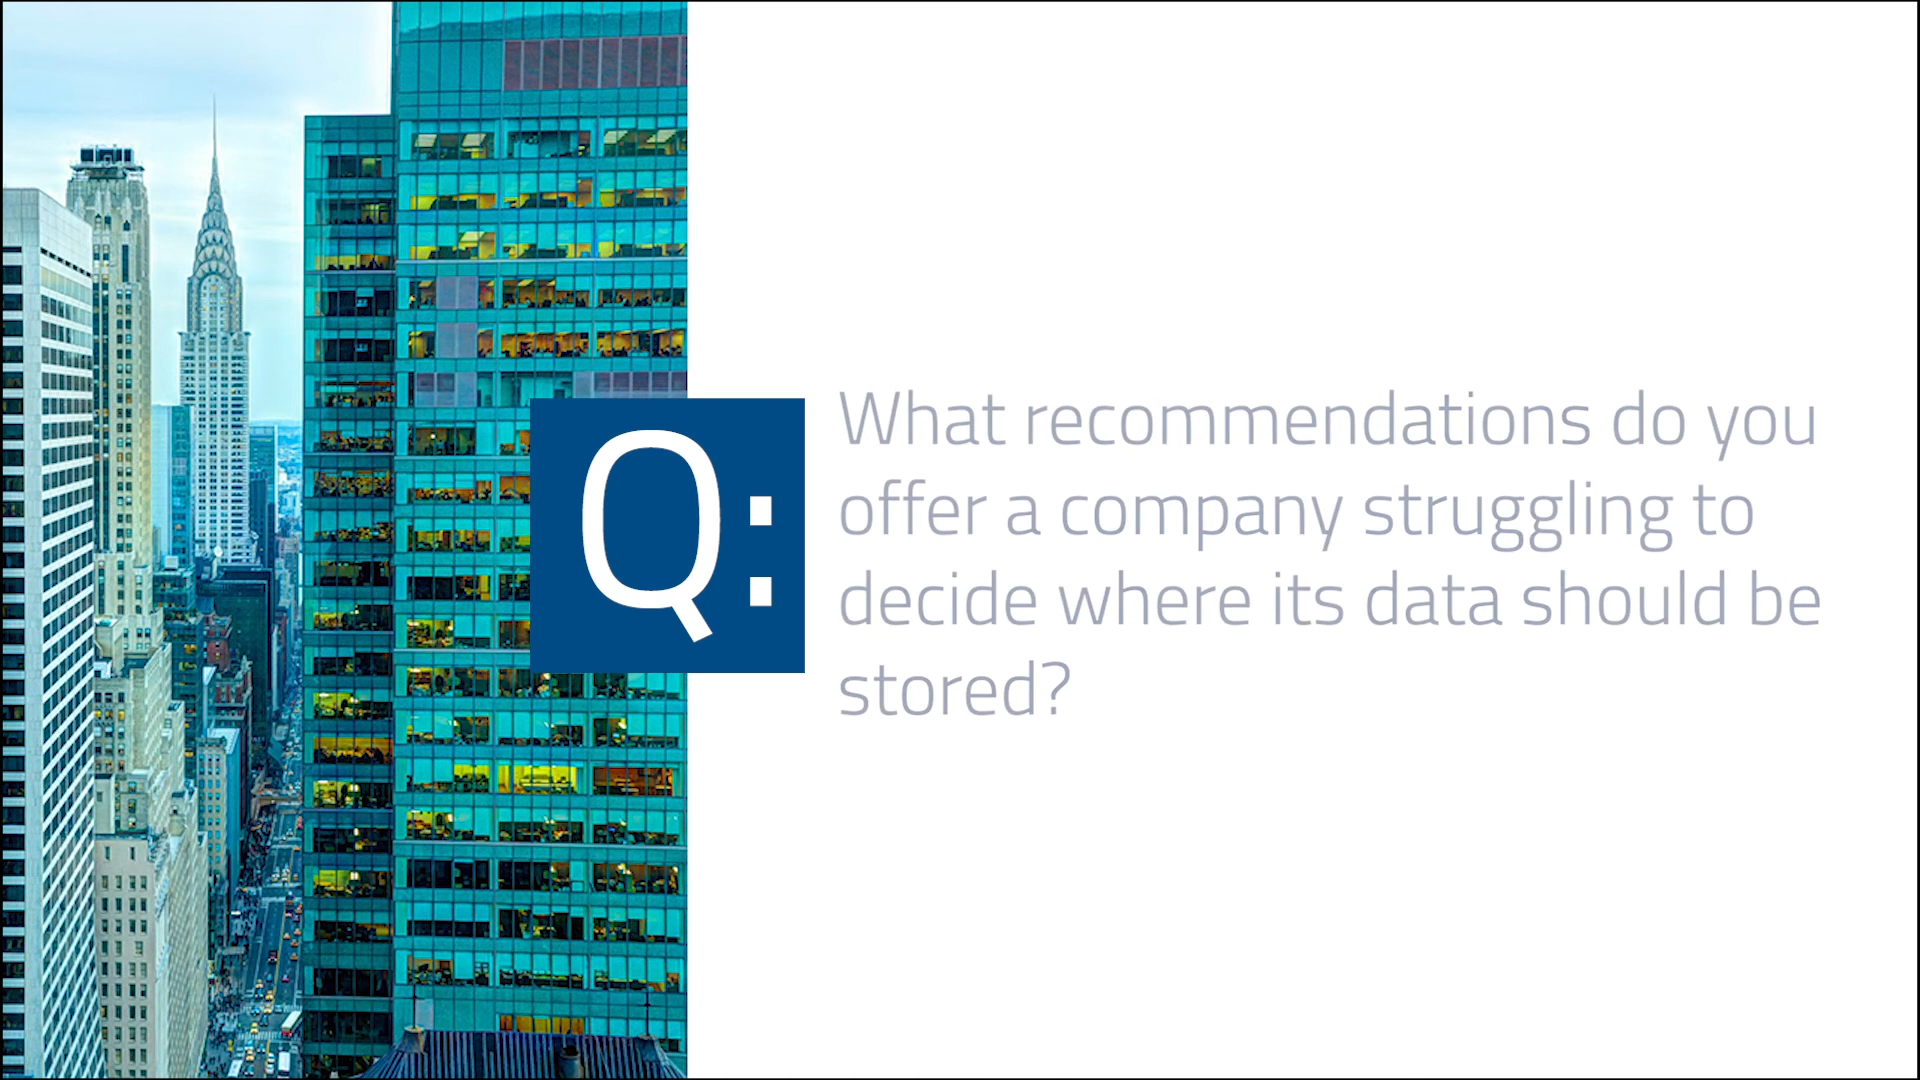 Q:
What recommendations do you
offer a company struggling to
decide where its data should be
stored?